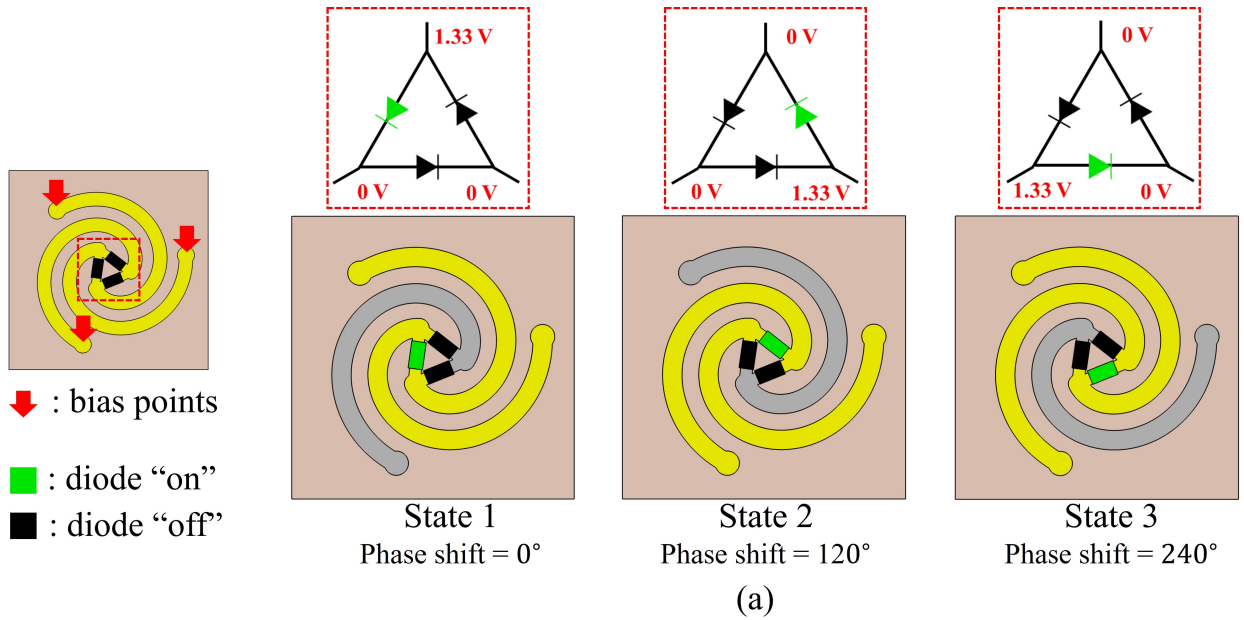 1.33 V
0 V
0 V
0 V
0 V
1.33 V
0 V
1.33 V
0 V
: bias points
: diode “on”
: diode “off”
State 1
Phase shift = 0°
State 2
Phase shift = 120°
State 3
Phase shift = 240°
(a)